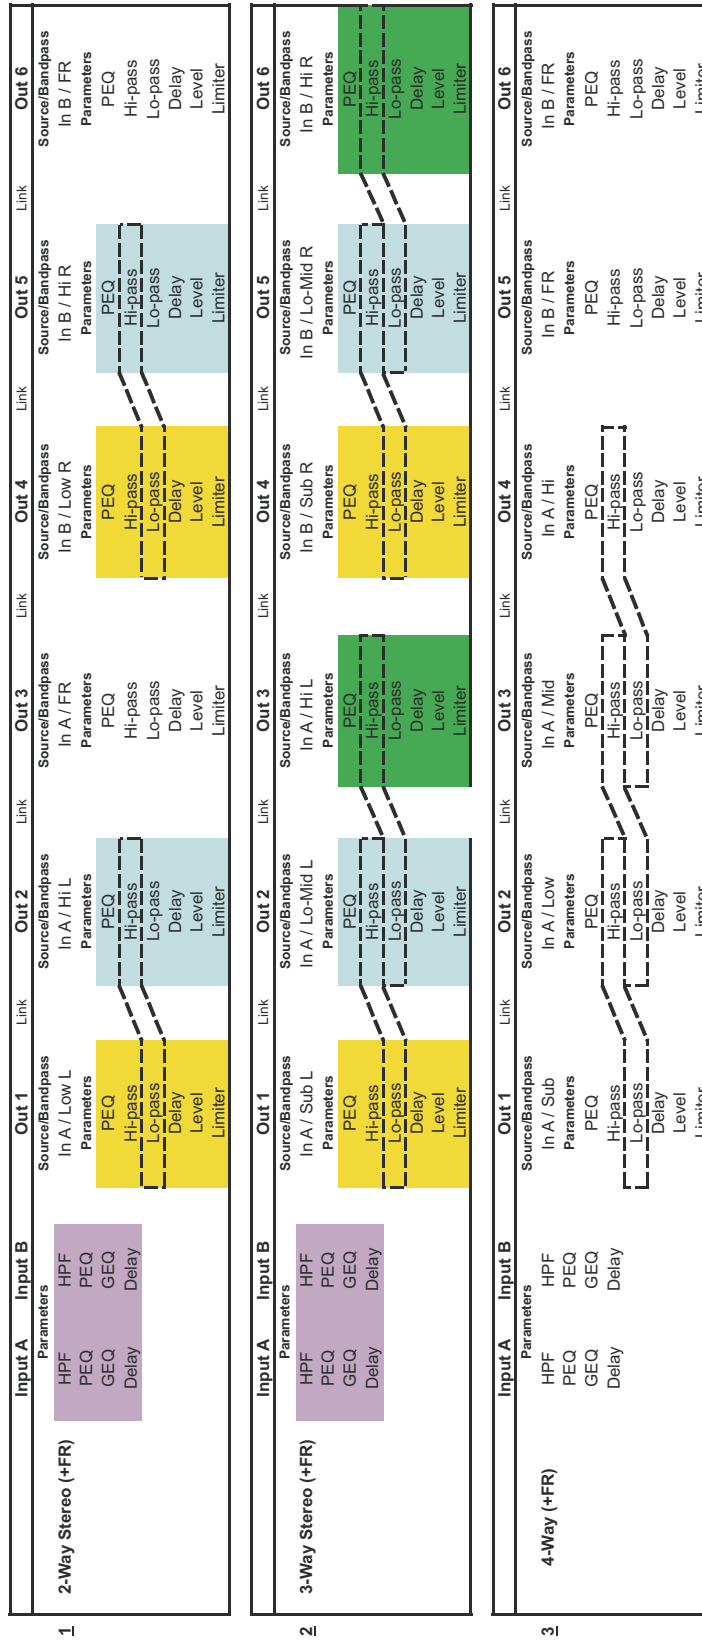 Input A Input B Out 1 Link Out 2 Link Out 3 Link Out 4 Link Out 5 Link Out 6
Parameters Source/Bandpass Source/Bandpass Source/Bandpass Source/Bandpass Source/Bandpass Source/Bandpass
1 2-Way Stereo (+FR) HPF HPF In A / Low L In A / Hi L In A / FR In B / Low R In B / Hi R In B / FR
PEQ PEQ Parameters Parameters Parameters Parameters Parameters Parameters
GEQ GEQ PEQ PEQ PEQ PEQ PEQ PEQ
Delay Delay Hi-pass Hi-pass Hi-pass Hi-pass Hi-pass Hi-pass
Lo-pass Lo-pass Lo-pass Lo-pass Lo-pass Lo-pass
Delay Delay Delay Delay Delay Delay
Level Level Level Level Level Level
Limiter Limiter Limiter Limiter Limiter Limiter
Input A Input B Out 1 Link Out 2 Link Out 3 Link Out 4 Link Out 5 Link Out 6
Parameters Source/Bandpass Source/Bandpass Source/Bandpass Source/Bandpass Source/Bandpass Source/Bandpass
2 3-Way Stereo (+FR) HPF HPF In A / Sub L In A / Lo-Mid L In A / Hi L In B / Sub R In B / Lo-Mid R In B / Hi R
PEQ PEQ Parameters Parameters Parameters Parameters Parameters Parameters
GEQ GEQ PEQ PEQ PEQ PEQ PEQ PEQ
Delay Delay Hi-pass Hi-pass Hi-pass Hi-pass Hi-pass Hi-pass
Lo-pass Lo-pass Lo-pass Lo-pass Lo-pass Lo-pass
Delay Delay Delay Delay Delay Delay
Level Level Level Level Level Level
Limiter Limiter Limiter Limiter Limiter Limiter
Input A Input B Out 1 Link Out 2 Link Out 3 Link Out 4 Link Out 5 Link Out 6
Parameters Source/Bandpass Source/Bandpass Source/Bandpass Source/Bandpass Source/Bandpass Source/Bandpass
3 4-Way (+FR) HPF HPF In A / Sub In A / Low In A / Mid In A / Hi In B / FR In B / FR
PEQ PEQ Parameters Parameters Parameters Parameters Parameters Parameters
GEQ GEQ PEQ PEQ PEQ PEQ PEQ PEQ
Delay Delay Hi-pass Hi-pass Hi-pass Hi-pass Hi-pass Hi-pass
Lo-pass Lo-pass Lo-pass Lo-pass Lo-pass Lo-pass
Delay Delay Delay Delay Delay Delay
Level Level Level Level Level Level
Limiter Limiter Limiter Limiter Limiter Limiter